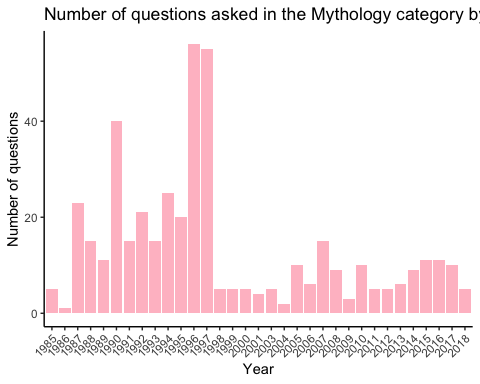 Number of questions asked in the Mythology category by
Number of questions
40
20
0
1985 1986 1987 1988 1989 1990 1991 1992 1993 1994 1995 1996 1997 1998 1999 2000 2001 2003 2004 2005 2006 2007 2008 2009 2010 2011 2012 2013 2014 2015 2016 2017 2018
Year